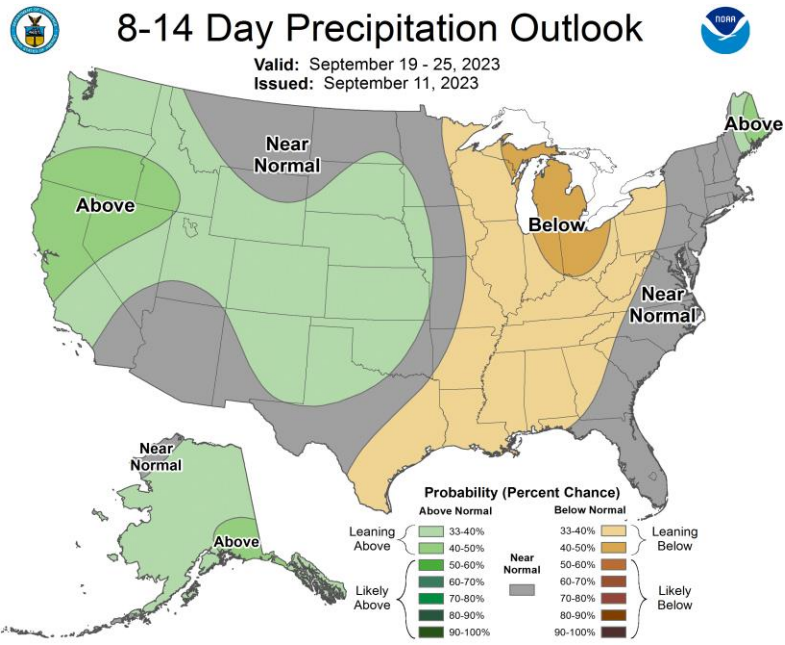 8-14 Day Precipitation Outlook
NOAA
Valid: September 19 - 25, 2023
Issued: September 11, 2023
Near
Normal
Above
Above
Below
Near
Normal
Near
Normal
Above
Probability (Percent Chance)
Above Normal
Below Normal
Leaning
Above
33-40%
40-50%
Likely
Above
50-60%
60-70%
70-80%
80-90%
90-100%
Near
Normal
33-40%
40-50%
Leaning
Below
50-60%
60-70%
70-80%
80-90%
90-100%
Likely
Below